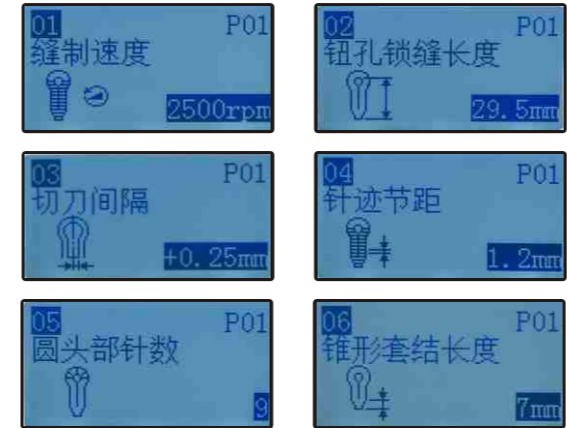 01 P01
缝制速度
2500rpm
02 P01
钮孔锁缝长度
29.5mm
03 P01
切刀间隔
+0.25mm
04 P01
针迹节距
1.2mm
05 P01
圆头部针数
9
06 P01
锥形套结长度
7mm